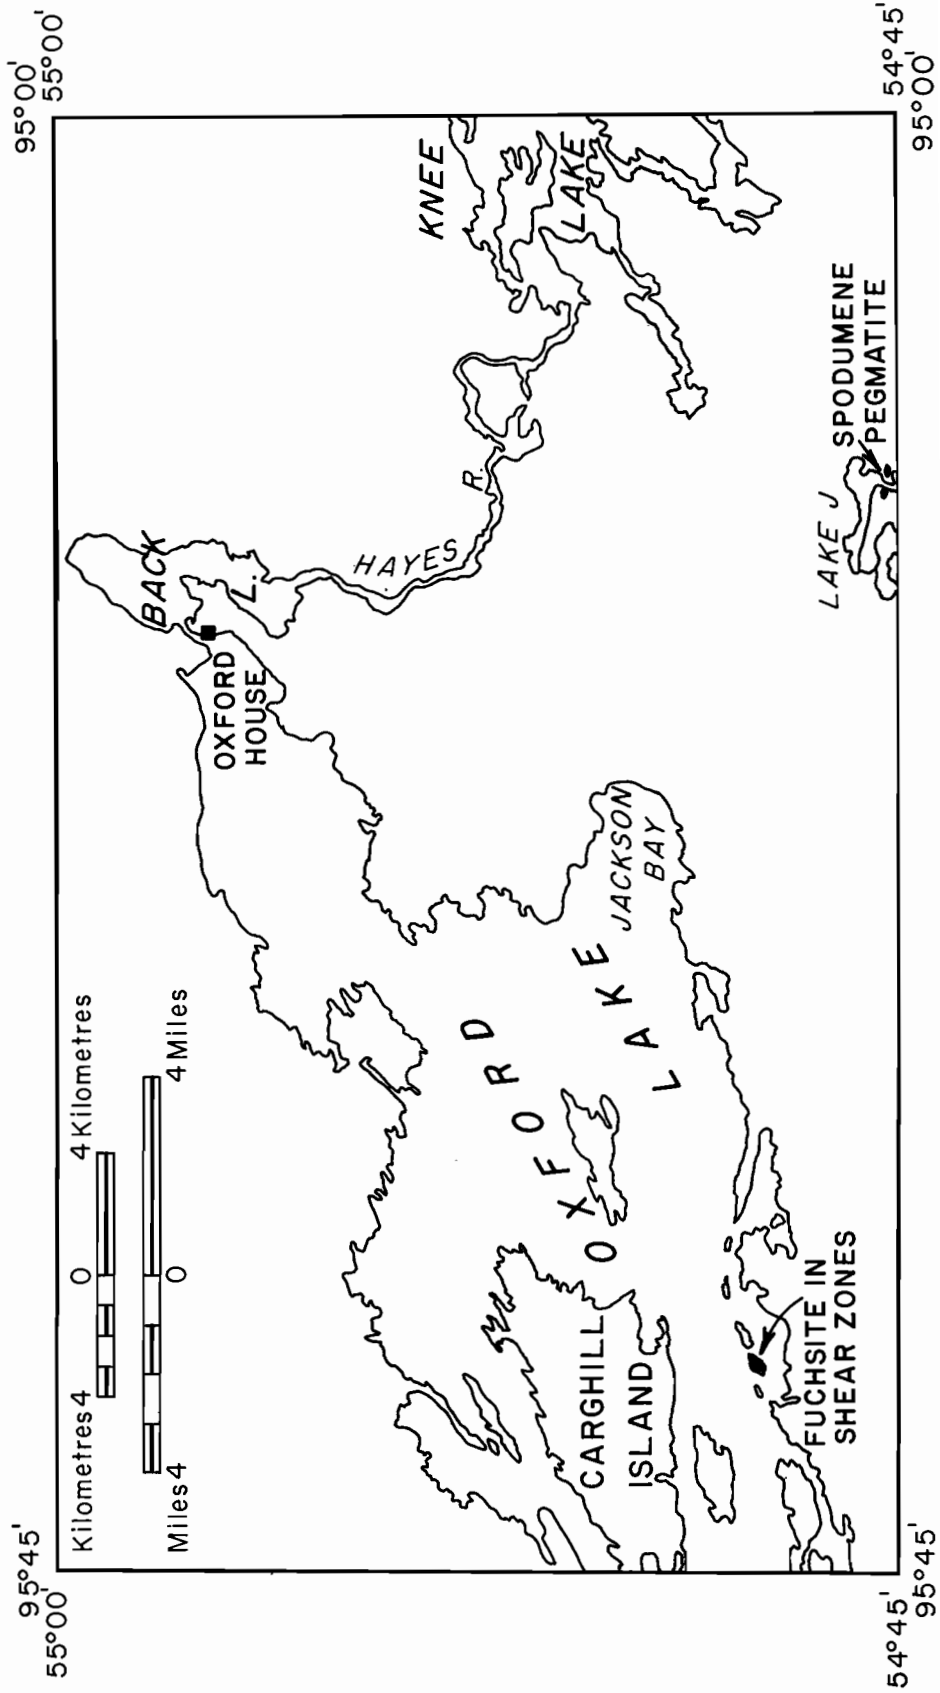 95°45'
95°00'
55°00'
55°00'
Kilometres 4 0 4 Kilometres
Miles 4 0 4 Miles
BACK
L.
OXFORD
HOUSE
HAYES R.
KNEE
LAKE
OXFORD
LAKE
JACKSON
BAY
CARGHILL
ISLAND
LAKE J
SPODUMENE
PEGMATITE
FUCHSITE IN
SHEAR ZONES
54°45'
54°45'
95°45'
95°00'